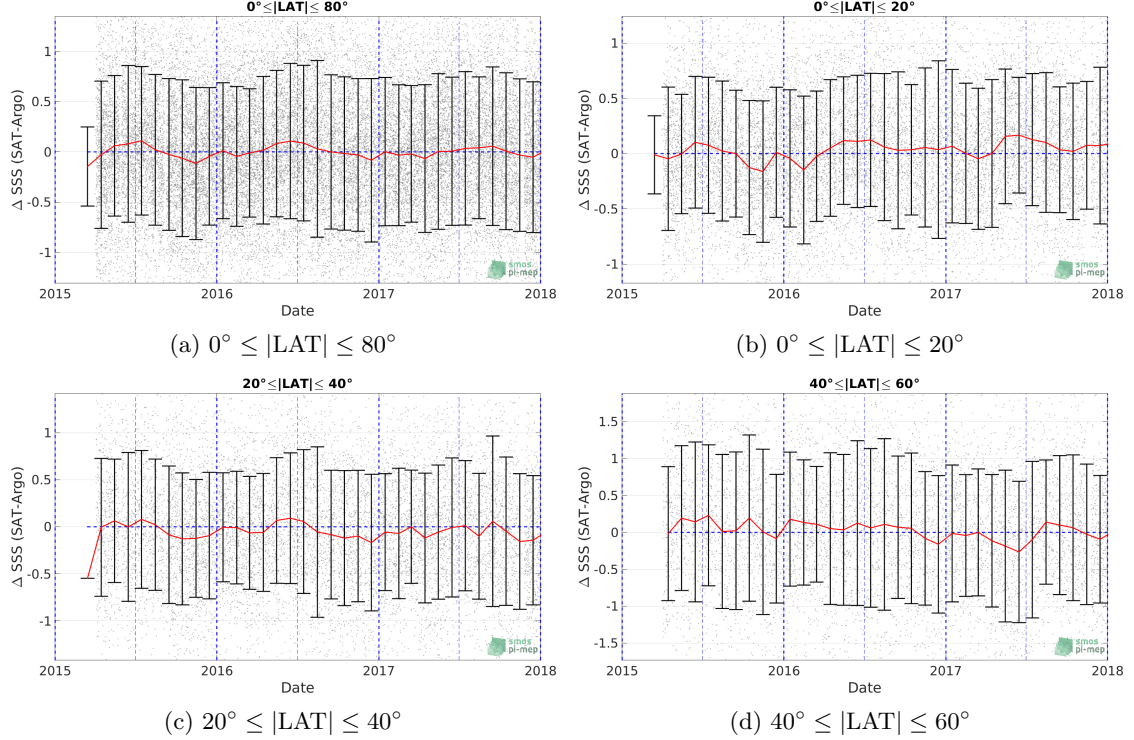 0°≤|LAT|≤ 80°
Δ SSS (SAT-Argo)
1
0.5
0
-0.5
-1
2015
2016
2017
2018
Date
smos
pi-mep
(a) 0° ≤ |LAT| ≤ 80°
0°≤|LAT|≤ 20°
Δ SSS (SAT-Argo)
1
0.5
0
-0.5
-1
2015
2016
2017
2018
Date
smos
pi-mep
(b) 0° ≤ |LAT| ≤ 20°
20°≤|LAT|≤ 40°
Δ SSS (SAT-Argo)
1
0.5
0
-0.5
-1
2015
2016
2017
2018
Date
smos
pi-mep
(c) 20° ≤ |LAT| ≤ 40°
40°≤|LAT|≤ 60°
Δ SSS (SAT-Argo)
1.5
1
0.5
0
-0.5
-1
-1.5
2015
2016
2017
2018
Date
smos
pi-mep
(d) 40° ≤ |LAT| ≤ 60°